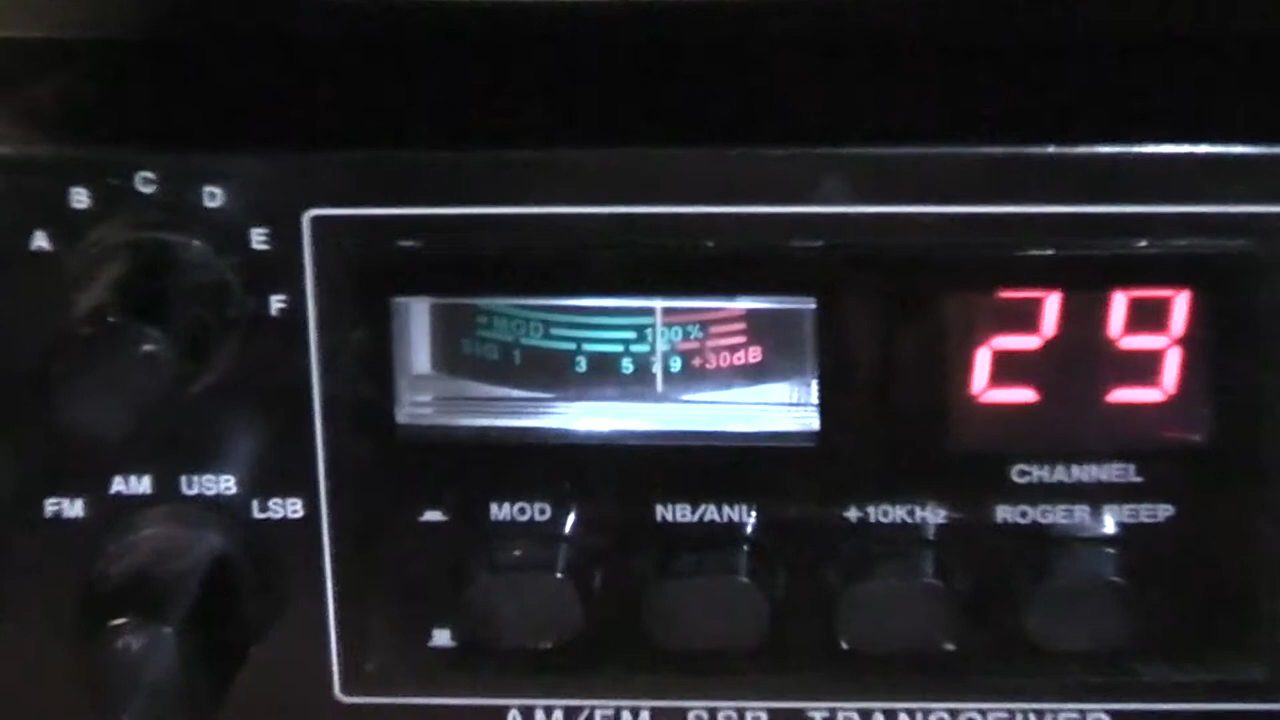 A B C D E F
+MOD 100%
SIG 1 3 5 7 9 +30dB
29
CHANNEL
FM AM USB LSB
MOD NB/ANL +10KHz ROGER BEEP
AM/FM SSB TRANSCEIVER